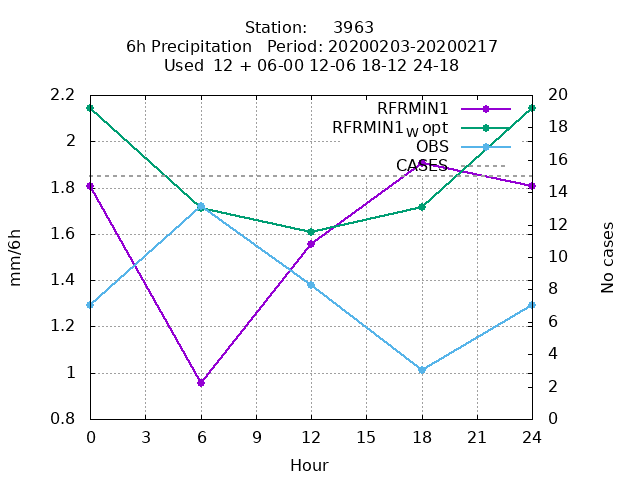 Station:     3963
6h Precipitation   Period: 20200203-20200217
Used  12 + 06-00 12-06 18-12 24-18
RFRMIN1
RFRMIN1wopt
OBS
CASES
mm/6h
2.2
2
1.8
1.6
1.4
1.2
1
0.8
20
18
16
14
12
10
8
6
4
2
0
No cases
0 3 6 9 12 15 18 21 24
Hour